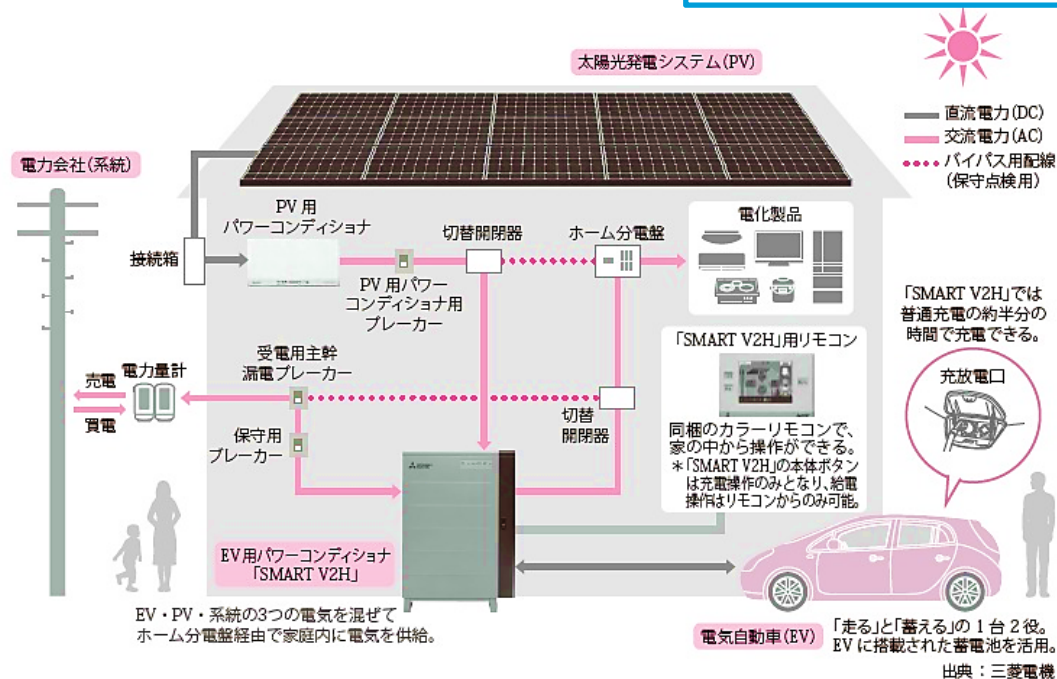 太陽光発電システム(PV)
直流電力(DC)
交流電力(AC)
バイパス用配線
(保守点検用)
電力会社(系統)
PV 用
パワーコンディショナ
切替開閉器
ホーム分電盤
電化製品
接続箱
PV 用パワー
コンディショナ用
ブレーカー
「SMART V2H」では
普通充電の約半分の
時間で充電できる。
充放電口
「SMART V2H」用リモコン
受電用主幹
漏電ブレーカー
売電
買電
電力量計
切替
開閉器
保守用
ブレーカー
同梱のカラーリモコンで、
家の中から操作ができる。
＊「SMART V2H」の本体ボタン
は充電操作のみとなり、給電
操作はリモコンからのみ可能。
EV用パワーコンディショナ
「SMART V2H」
EV・PV・系統の3つの電気を混ぜて
ホーム分電盤経由で家庭内に電気を供給。
電気自動車(EV)
「走る」と「蓄える」の 1 台 2 役。
EV に搭載された蓄電池を活用。
出典：三菱電機